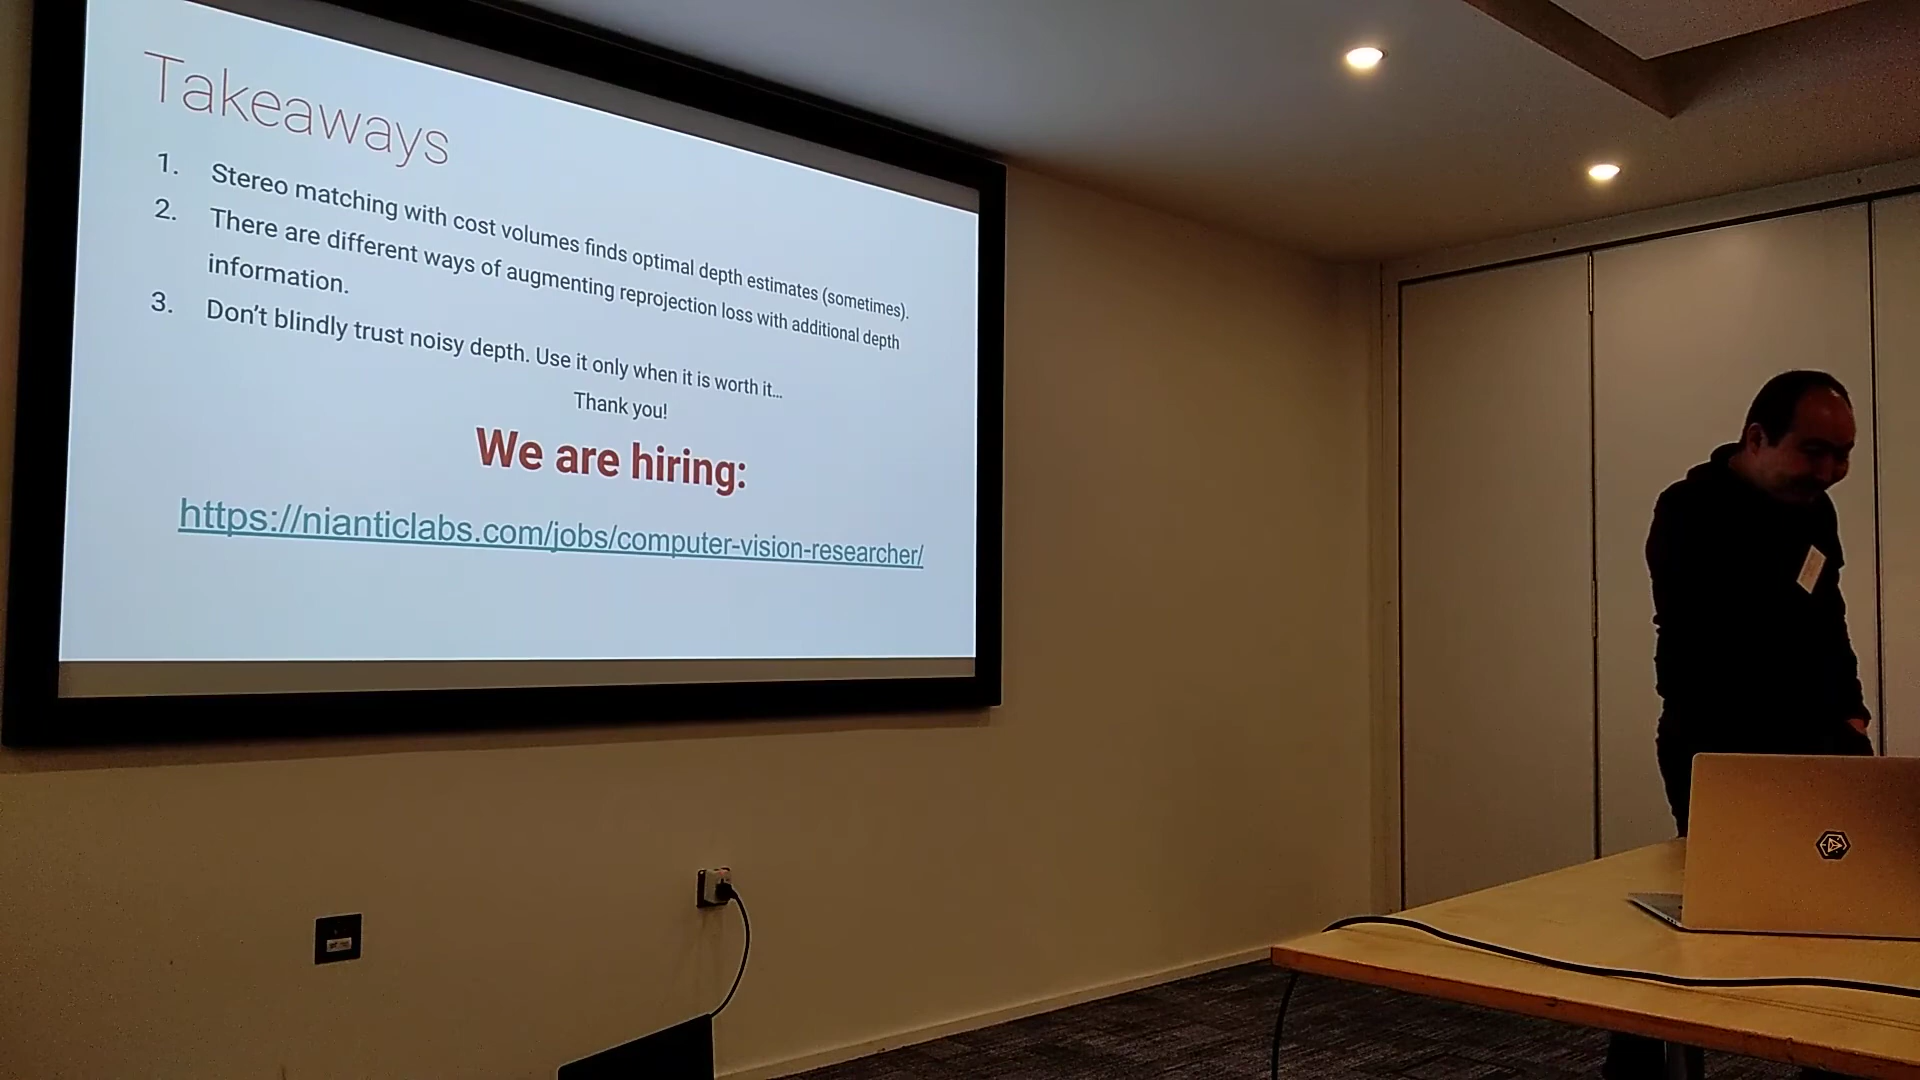 Takeaways
1. Stereo matching with cost volumes finds optimal depth estimates (sometimes).
2. There are different ways of augmenting reprojection loss with additional depth
information.
3. Don't blindly trust noisy depth. Use it only when it is worth it...
Thank you!
We are hiring:
https://nianticlabs.com/jobs/computer-vision-researcher/